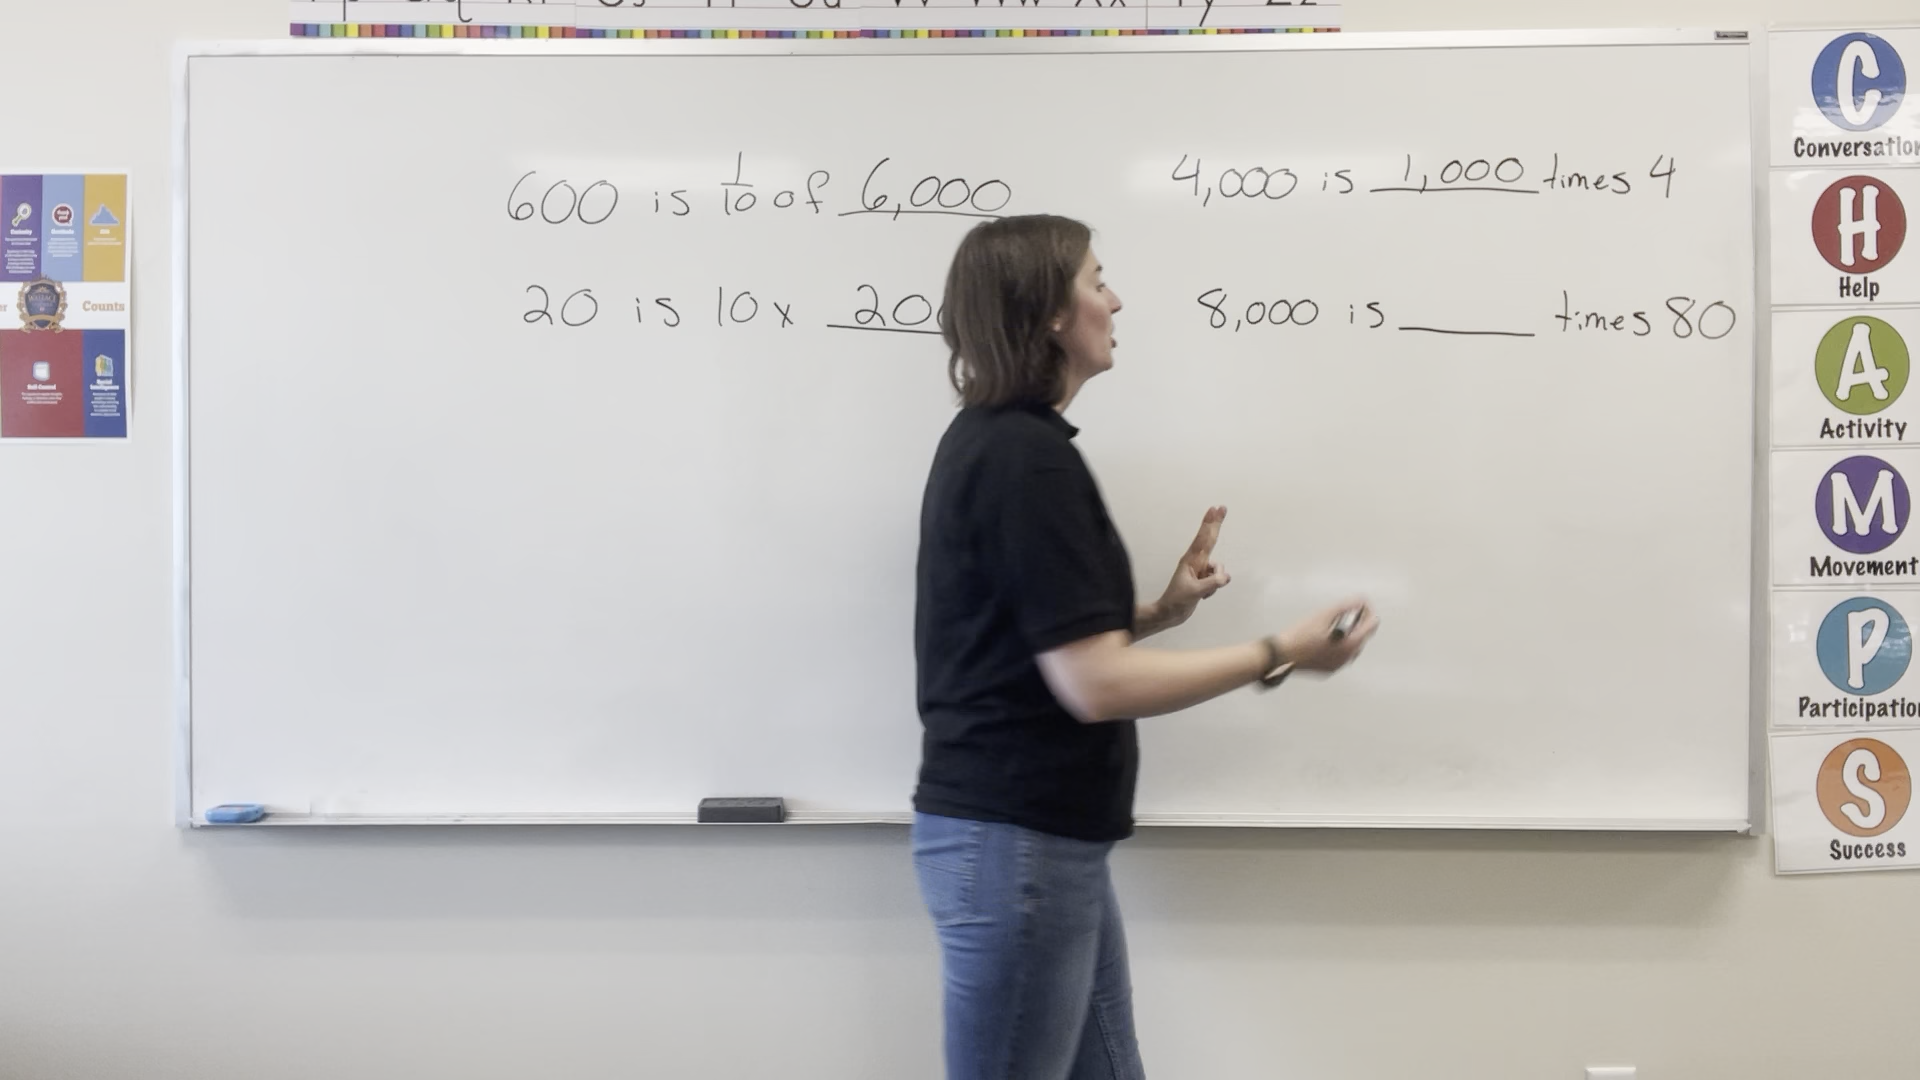 600 is 1/10 of 6,000
20 is 10 x 20
4,000 is 1,000 times 4
8,000 is ____ times 80
Counts
C
Conversation
H
Help
A
Activity
M
Movement
P
Participation
S
Success